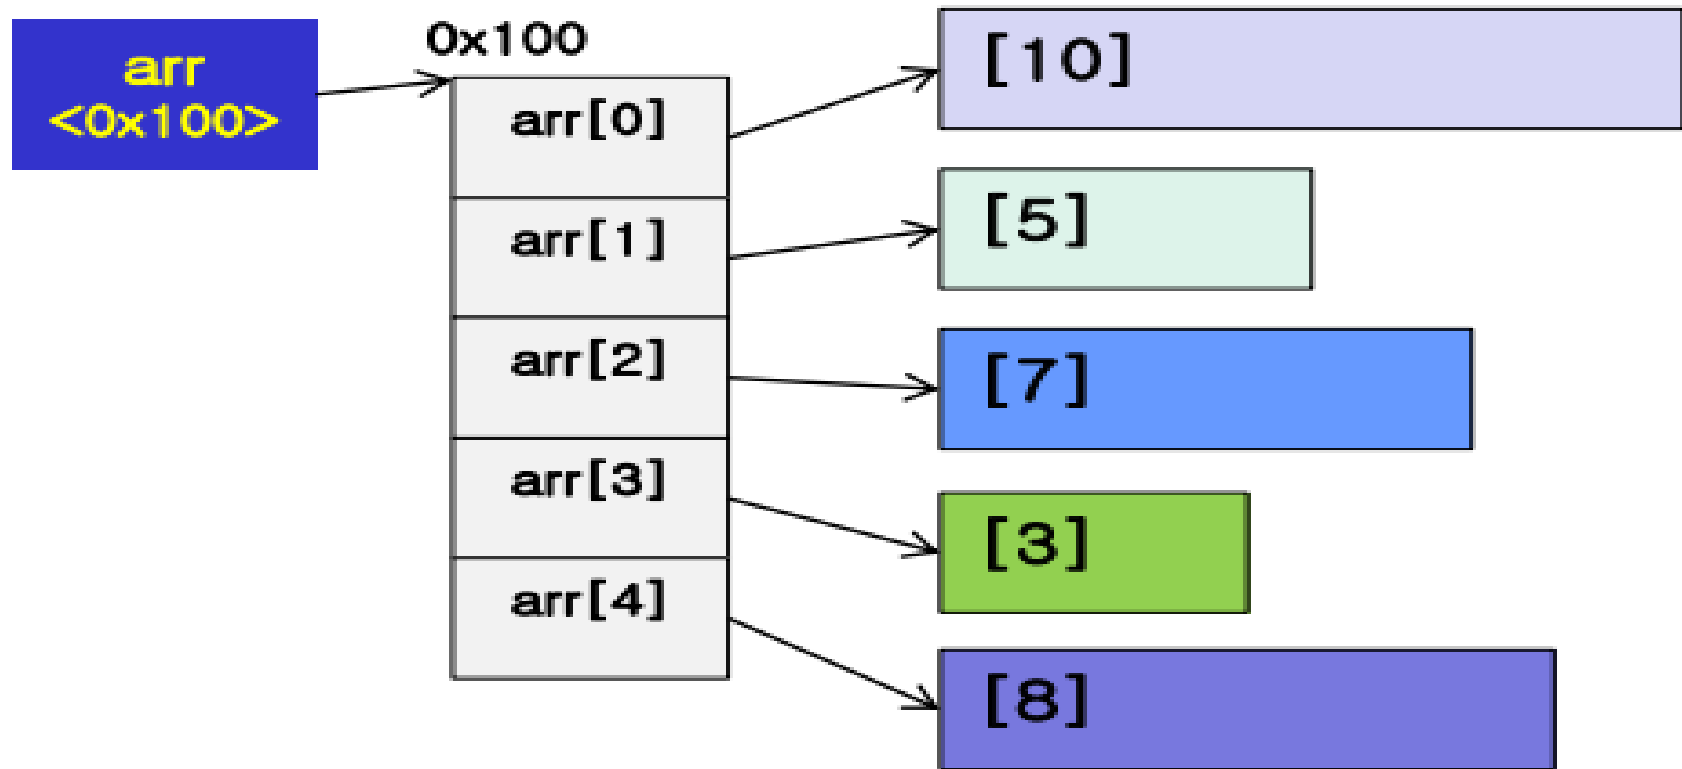 arr
<0x100>
0x100
arr[0]
arr[1]
arr[2]
arr[3]
arr[4]
[10]
[5]
[7]
[3]
[8]